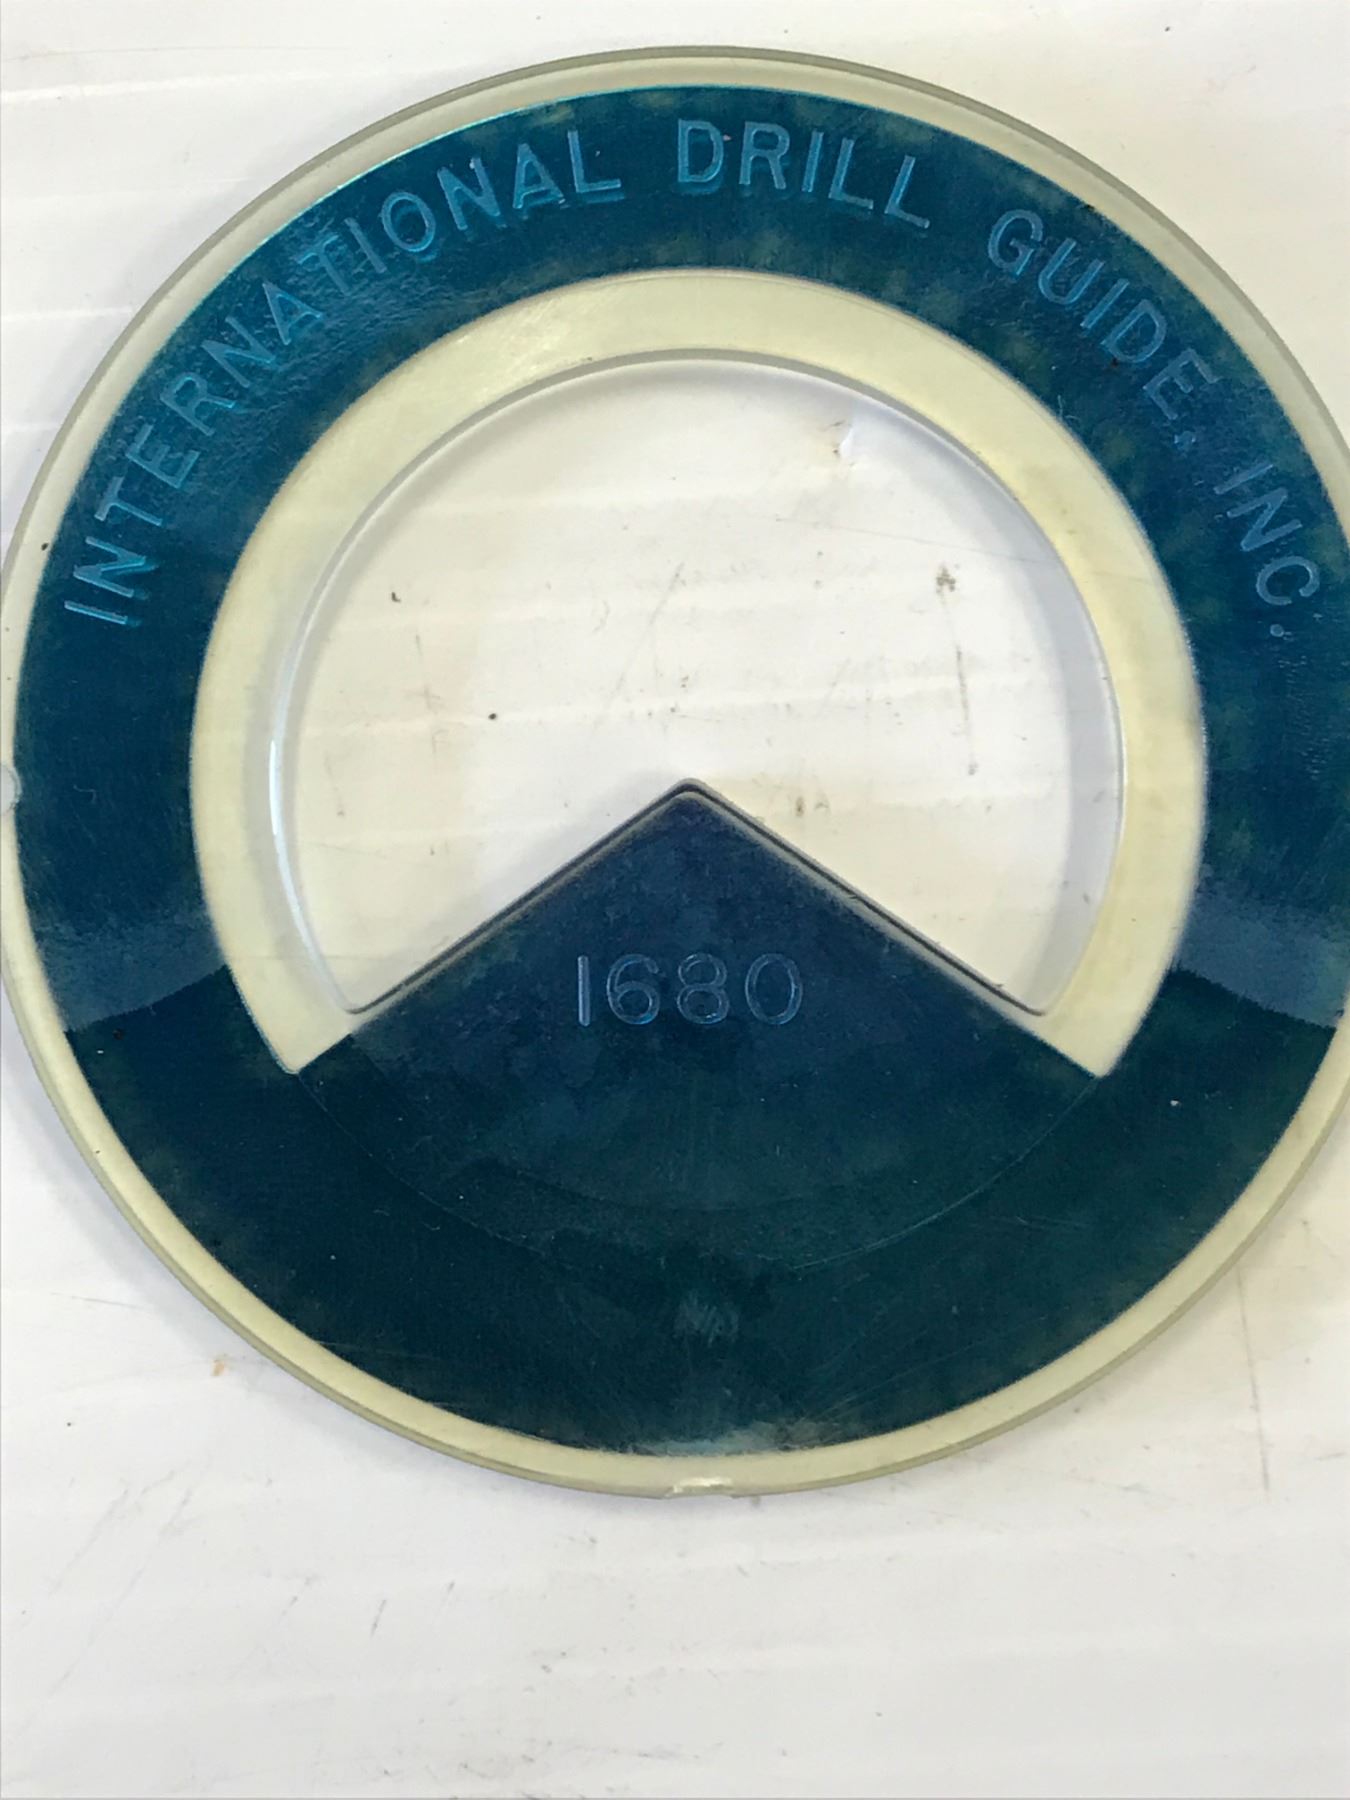 INTERNATIONAL DRILL GUIDE, INC.
1680